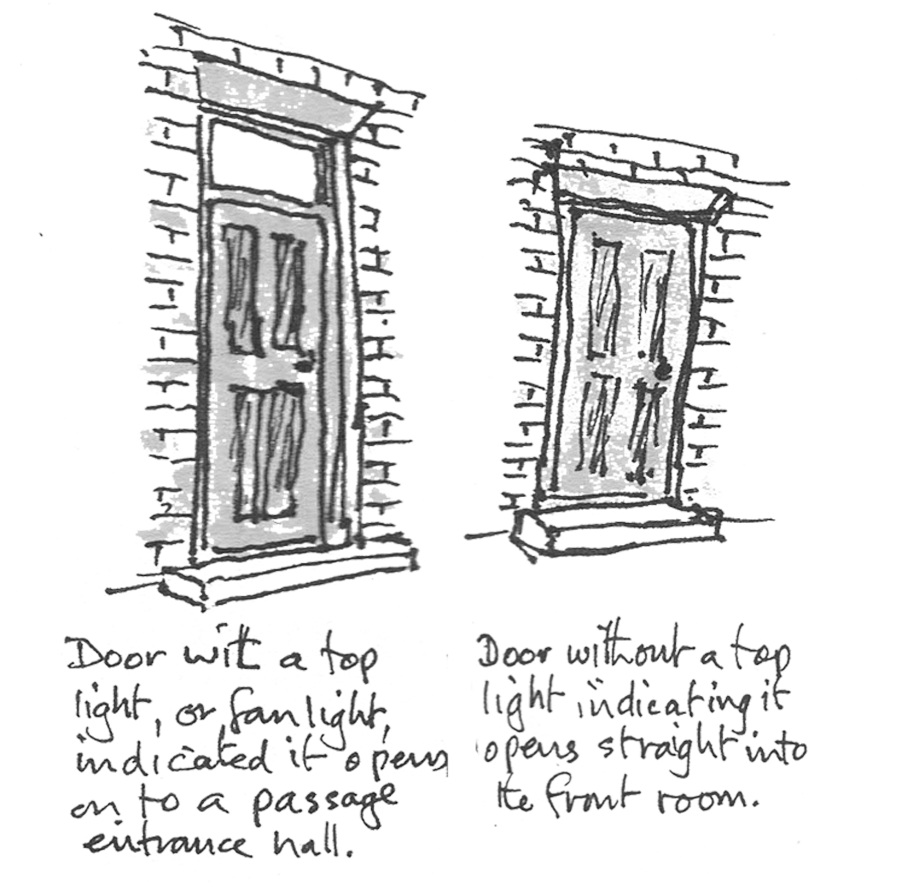 Door with a top
light, or fanlight,
indicated it opens
on to a passage
entrance hall.
Door without a top
light indicating it
opens straight into
the front room.